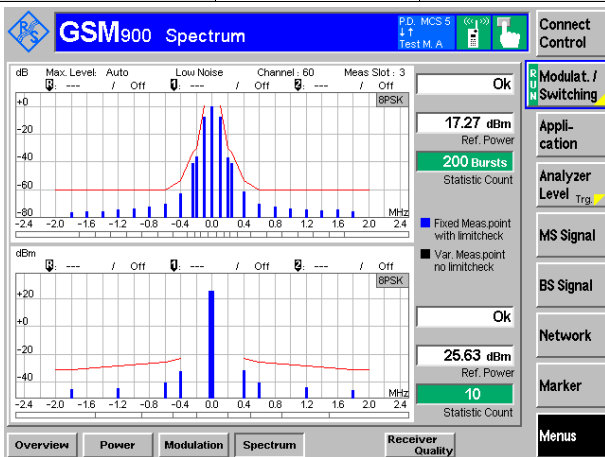 R&S
GSM900 Spectrum
P.D. MCS 5
Test M. A
Connect
Control
dB Max. Level: Auto Low Noise Channel : 60 Meas Slot : 3
R: --- / Off 1: --- / Off 2: --- / Off
8PSK
+0
-20
-40
-60
-80
MHz
-2.4 -2.0 -1.6 -1.2 -0.8 -0.4 0.0 0.4 0.8 1.2 1.6 2.0 2.4
Ok
17.27 dBm
Ref. Power
200 Bursts
Statistic Count
Fixed Meas.point
with limitcheck
Var. Meas.point
no limitcheck
dBm
R: --- / Off 1: --- / Off 2: --- / Off
8PSK
+20
+0
-20
-40
MHz
-2.4 -2.0 -1.6 -1.2 -0.8 -0.4 0.0 0.4 0.8 1.2 1.6 2.0 2.4
Ok
25.63 dBm
Ref. Power
10
Statistic Count
RUN
Modulat. /
Switching
Appli-
cation
Analyzer
Level Trg.
MS Signal
BS Signal
Network
Marker
Menus
Overview Power Modulation Spectrum Receiver
Quality